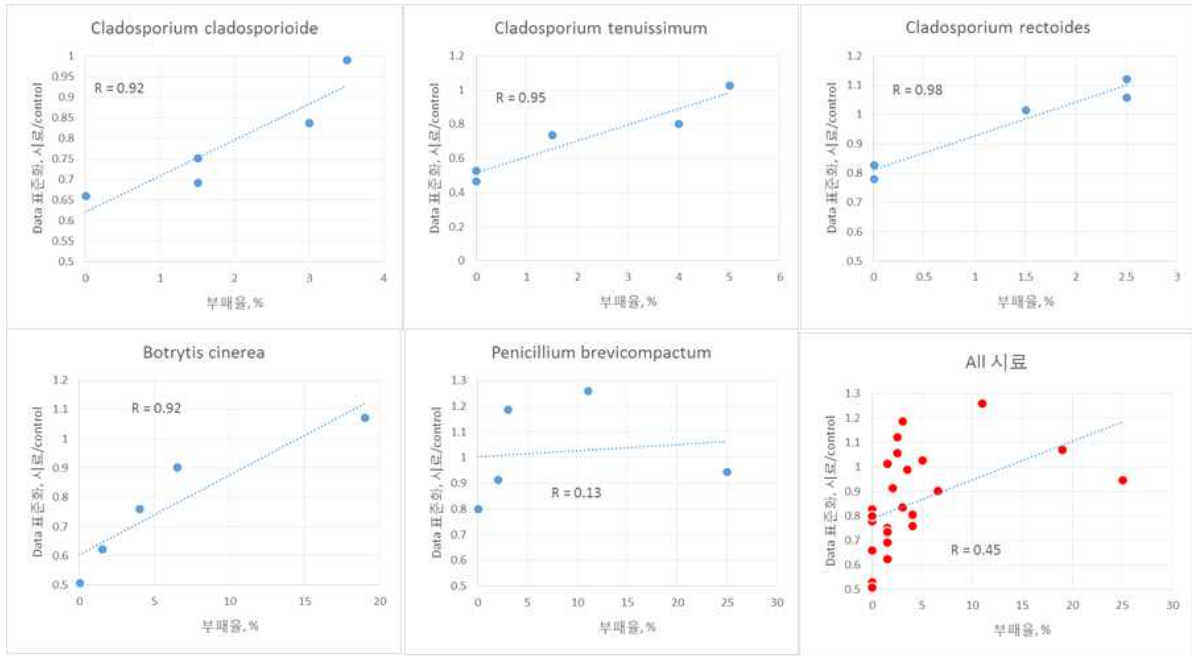 Cladosporium cladosporioide
1
0.95
0.9
0.85
0.8
0.75
0.7
0.65
0.6
0.55
0.5
R = 0.92
0 1 2 3 4
Data 표준화, 시료/control
부패율, %
Cladosporium tenuissimum
1.2
1
0.8
0.6
0.4
0.2
0
R = 0.95
0 1 2 3 4 5 6
Data 표준화, 시료/control
부패율, %
Cladosporium rectoides
1.2
1.1
1
0.9
0.8
0.7
0.6
0.5
R = 0.98
0 0.5 1 1.5 2 2.5 3
Data 표준화, 시료/control
부패율, %
Botrytis cinerea
1.2
1.1
1
0.9
0.8
0.7
0.6
0.5
R = 0.92
0 5 10 15 20
Data 표준화, 시료/control
부패율, %
Penicillium brevicompactum
1.3
1.2
1.1
1
0.9
0.8
0.7
0.6
0.5
R = 0.13
0 5 10 15 20 25 30
Data 표준화, 시료/control
부패율, %
All 시료
1.3
1.2
1.1
1
0.9
0.8
0.7
0.6
0.5
R = 0.45
0 5 10 15 20 25 30
Data 표준화, 시료/control
부패율, %